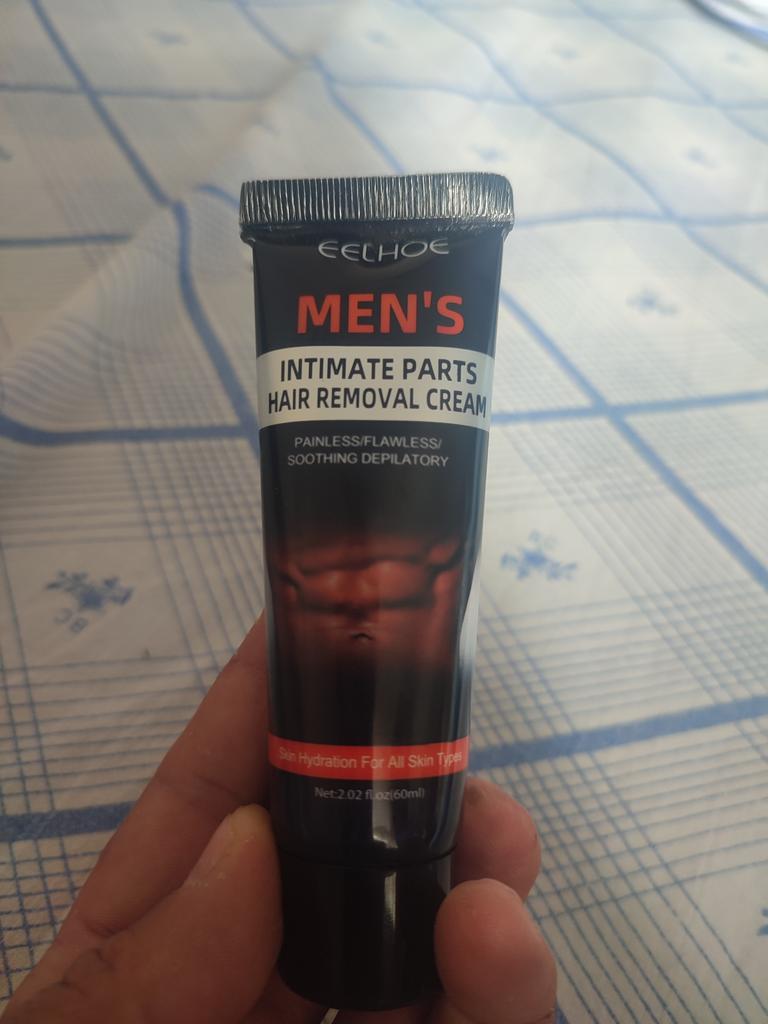 EELHOE
MEN'S
INTIMATE PARTS
HAIR REMOVAL CREAM
PAINLESS/FLAWLESS/
SOOTHING DEPILATORY
Skin Hydration For All Skin Types
Net:2.02 fl.oz(60ml)
BC